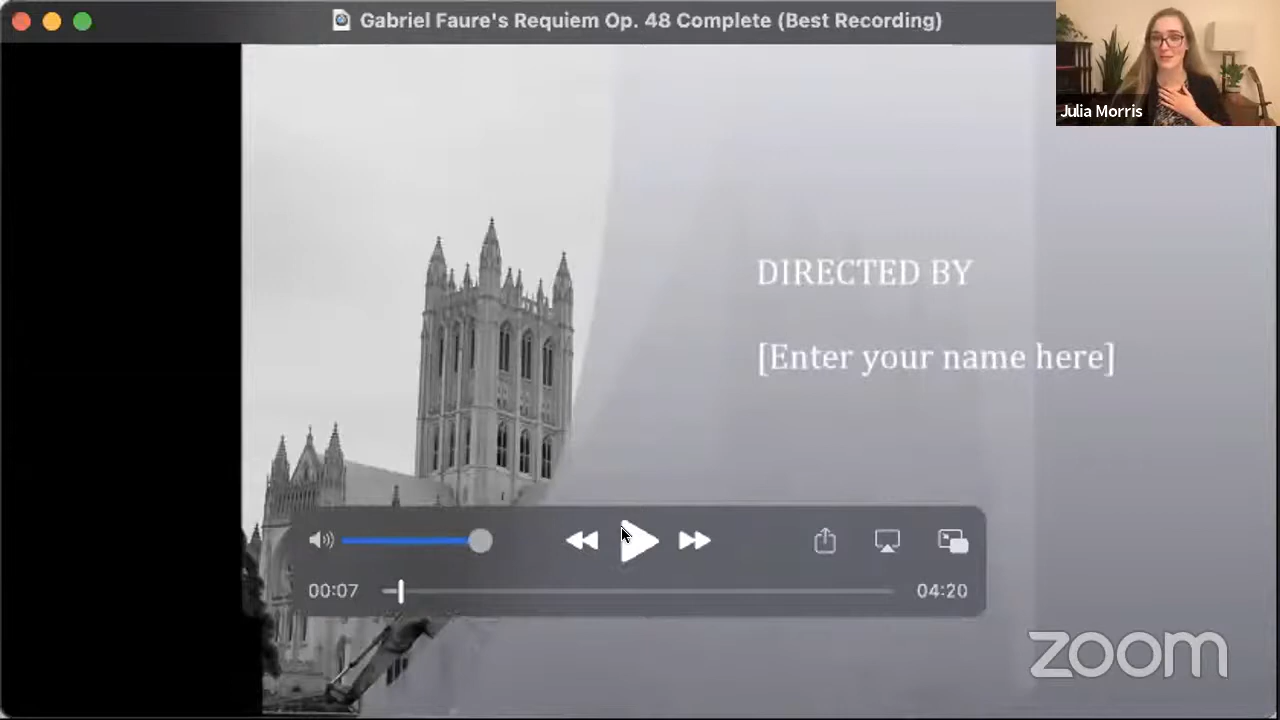 Gabriel Faure's Requiem Op. 48 Complete (Best Recording)
Julia Morris
DIRECTED BY
[Enter your name here]
00:07
04:20
zoom